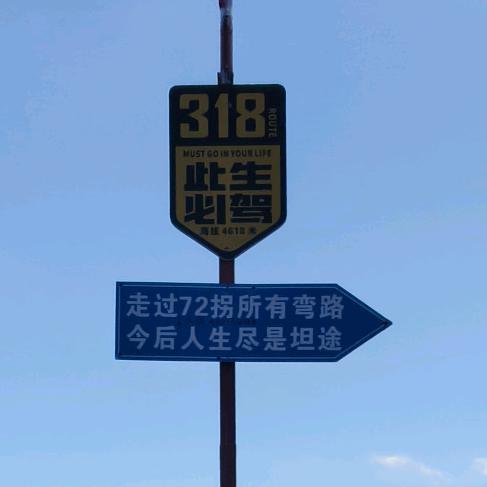 318
ROUTE
MUST GO IN YOUR LIFE
此生
必驾
海拔 4618 米
走过72拐所有弯路
今后人生尽是坦途